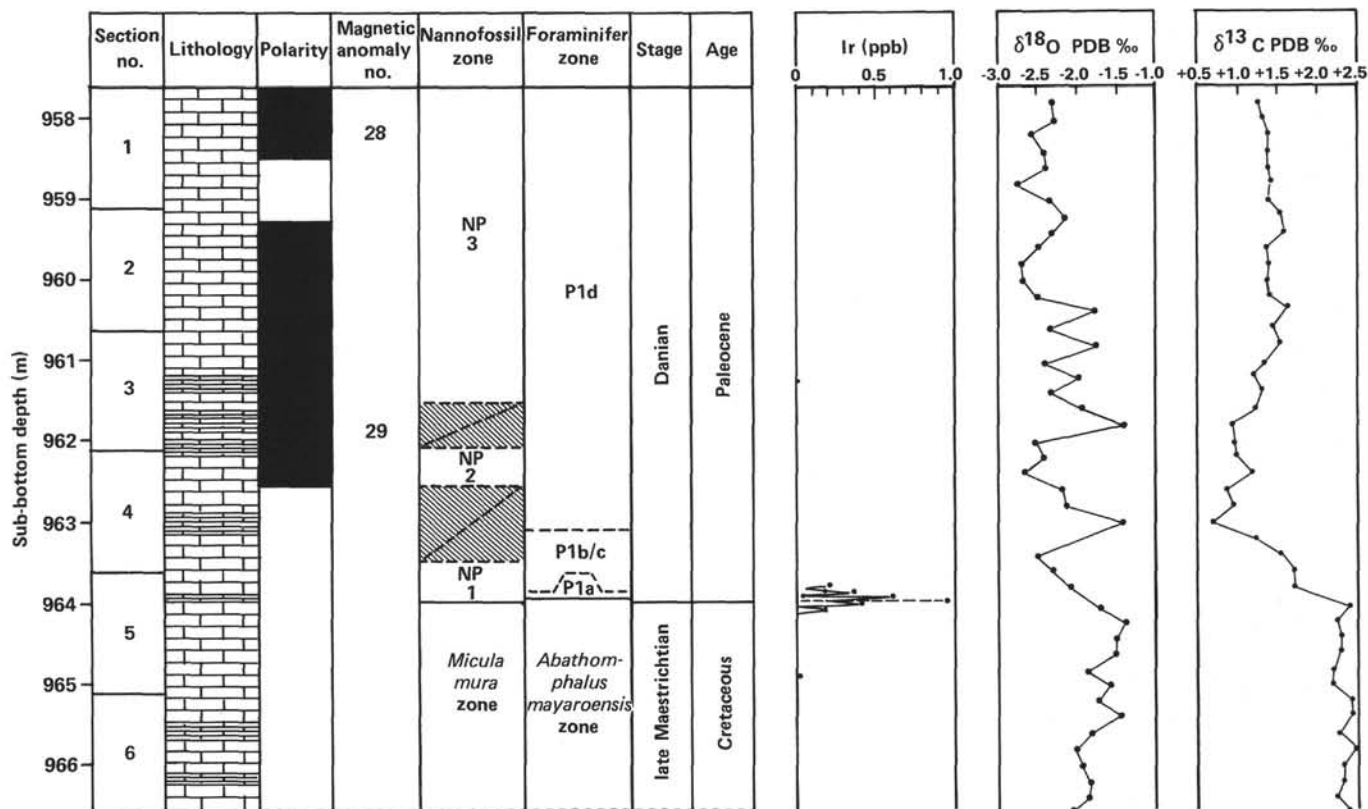 Section no.
Lithology
Polarity
Magnetic anomaly no.
Nannofossil zone
Foraminifer zone
Stage
Age
Ir (ppb)
0 0.5 1.0
δ18O PDB ‰
-3.0 -2.5 -2.0 -1.5 -1.0
δ13C PDB ‰
+0.5 +1.0 +1.5 +2.0 +2.5
Sub-bottom depth (m)
958
959
960
961
962
963
964
965
966
1
2
3
4
5
6
28
29
NP 3
NP 2
NP 1
Micula mura zone
P1d
P1b/c
P1a
Abathom-
phalus
mayaroensis
zone
Danian
late Maestrichtian
Paleocene
Cretaceous